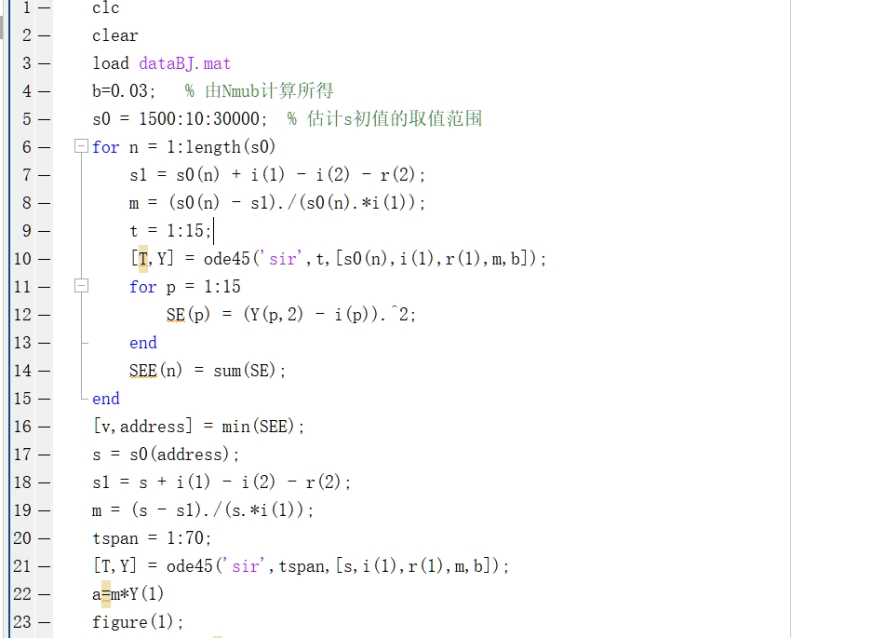 1 — clc
2 — clear
3 — load dataBJ.mat
4 — b=0.03; % 由Nmub计算所得
5 — s0 = 1500:10:30000; % 估计s初值的取值范围
6 — for n = 1:length(s0)
7 — s1 = s0(n) + i(1) - i(2) - r(2);
8 — m = (s0(n) - s1)./(s0(n).*i(1));
9 — t = 1:15;
10 — [T,Y] = ode45('sir',t,[s0(n),i(1),r(1),m,b]);
11 — for p = 1:15
12 — SE(p) = (Y(p,2) - i(p)).^2;
13 — end
14 — SEE(n) = sum(SE);
15 — end
16 — [v,address] = min(SEE);
17 — s = s0(address);
18 — s1 = s + i(1) - i(2) - r(2);
19 — m = (s - s1)./(s.*i(1));
20 — tspan = 1:70;
21 — [T,Y] = ode45('sir',tspan,[s,i(1),r(1),m,b]);
22 — a=m*Y(1)
23 — figure(1);